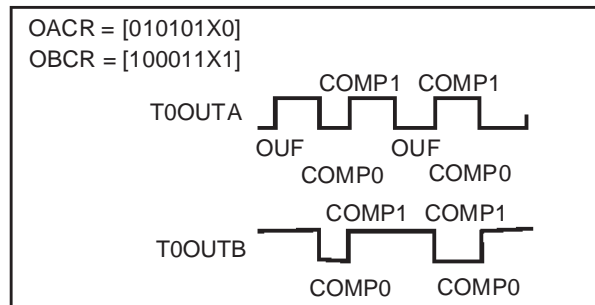 OACR = [010101X0]
OBCR = [100011X1]
COMP1 COMP1
T0OUTA
OUF OUF
COMP0 COMP0
COMP1 COMP1
T0OUTB
COMP0 COMP0